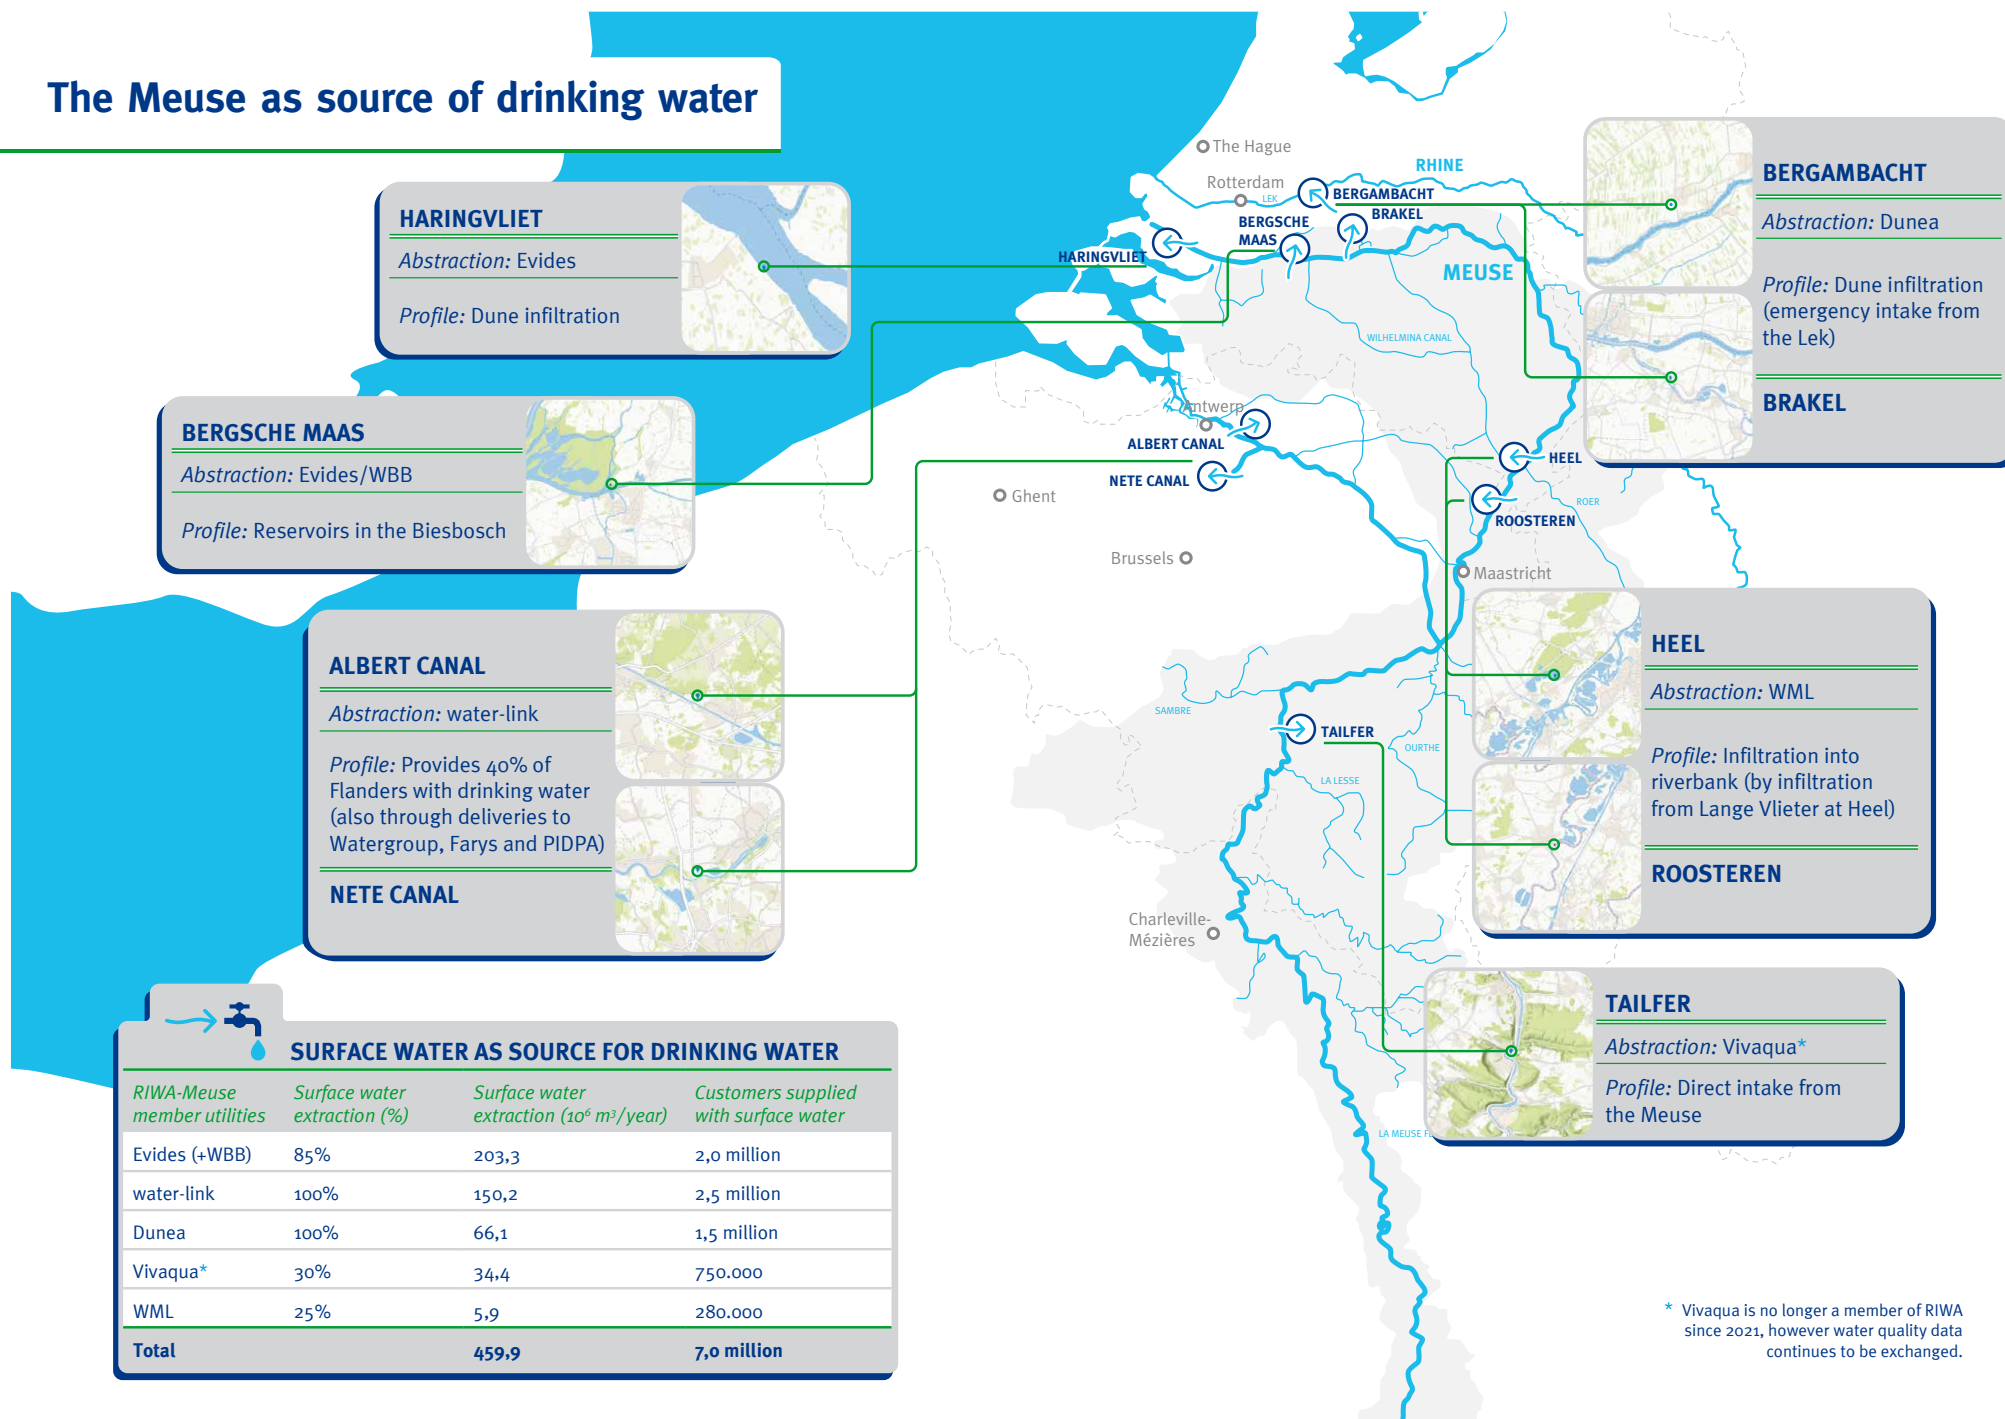 The Meuse as source of drinking water
HARINGVLIET
Abstraction: Evides
Profile: Dune infiltration
BERGSCHE MAAS
Abstraction: Evides/WBB
Profile: Reservoirs in the Biesbosch
ALBERT CANAL
Abstraction: water-link
Profile: Provides 40% of
Flanders with drinking water
(also through deliveries to
Watergroup, Farys and PIDPA)
NETE CANAL
The Hague
Rotterdam
LEK
RHINE
BERGAMBACHT
BRAKEL
BERGSCHE
MAAS
HARINGVLIET
MEUSE
WILHELMINA CANAL
Antwerp
ALBERT CANAL
NETE CANAL
HEEL
ROER
ROOSTEREN
Ghent
Brussels
Maastricht
SAMBRE
TAILFER
OURTHE
LA LESSE
Charleville-
Mézières
LA MEUSE
BERGAMBACHT
Abstraction: Dunea
Profile: Dune infiltration
(emergency intake from
the Lek)
BRAKEL
HEEL
Abstraction: WML
Profile: Infiltration into
riverbank (by infiltration
from Lange Vlieter at Heel)
ROOSTEREN
TAILFER
Abstraction: Vivaqua*
Profile: Direct intake from
the Meuse
SURFACE WATER AS SOURCE FOR DRINKING WATER
RIWA-Meuse member utilities Surface water extraction (%) Surface water extraction (10⁶ m³/year) Customers supplied with surface water
Evides (+WBB) 85% 203,3 2,0 million
water-link 100% 150,2 2,5 million
Dunea 100% 66,1 1,5 million
Vivaqua* 30% 34,4 750.000
WML 25% 5,9 280.000
Total 459,9 7,0 million
* Vivaqua is no longer a member of RIWA
since 2021, however water quality data
continues to be exchanged.